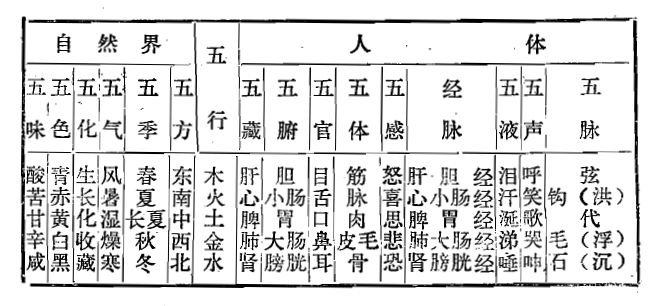 自然界 五行 人体
五味 五色 五化 五气 五季 五方 五藏 五腑 五官 五体 五感 经脉 五液 五声 五脉
酸 青 生 风 春 东 木 肝 胆 目 筋 怒 肝 胆 经 泪 呼 弦
苦 赤 长 暑 夏 南 火 心 小肠 舌 脉 喜 心 小肠 经 汗 笑 钩（洪）
甘 黄 化 湿 长夏 中 土 脾 胃 口 肉 思 脾 胃 经 涎 歌 代
辛 白 收 燥 秋 西 金 肺 大肠 鼻 皮毛 悲 肺 大肠 经 涕 哭 毛（浮）
咸 黑 藏 寒 冬 北 水 肾 膀胱 耳 骨 恐 肾 膀胱 经 唾 呻 石（沉）